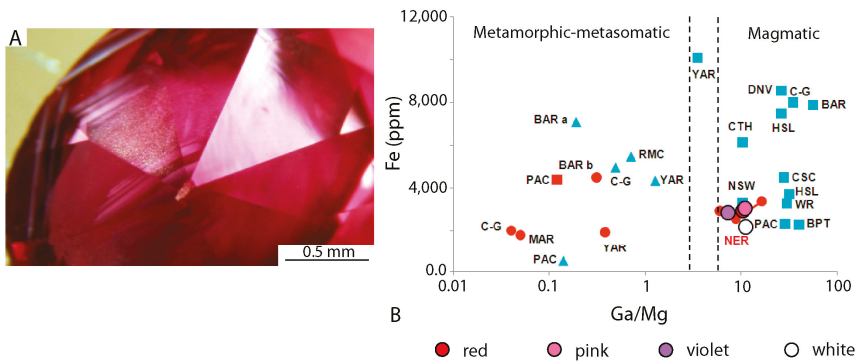 A
0.5 mm
12,000
8,000
4,000
0.0
Fe (ppm)
Metamorphic-metasomatic
Magmatic
YAR
DNV
C-G
BAR
HSL
BAR a
CTH
BAR b
RMC
PAC
C-G
YAR
CSC
NSW
HSL
WR
C-G
MAR
YAR
PAC
NER
PAC
BPT
0.01
0.1
1
10
100
B
Ga/Mg
red
pink
violet
white